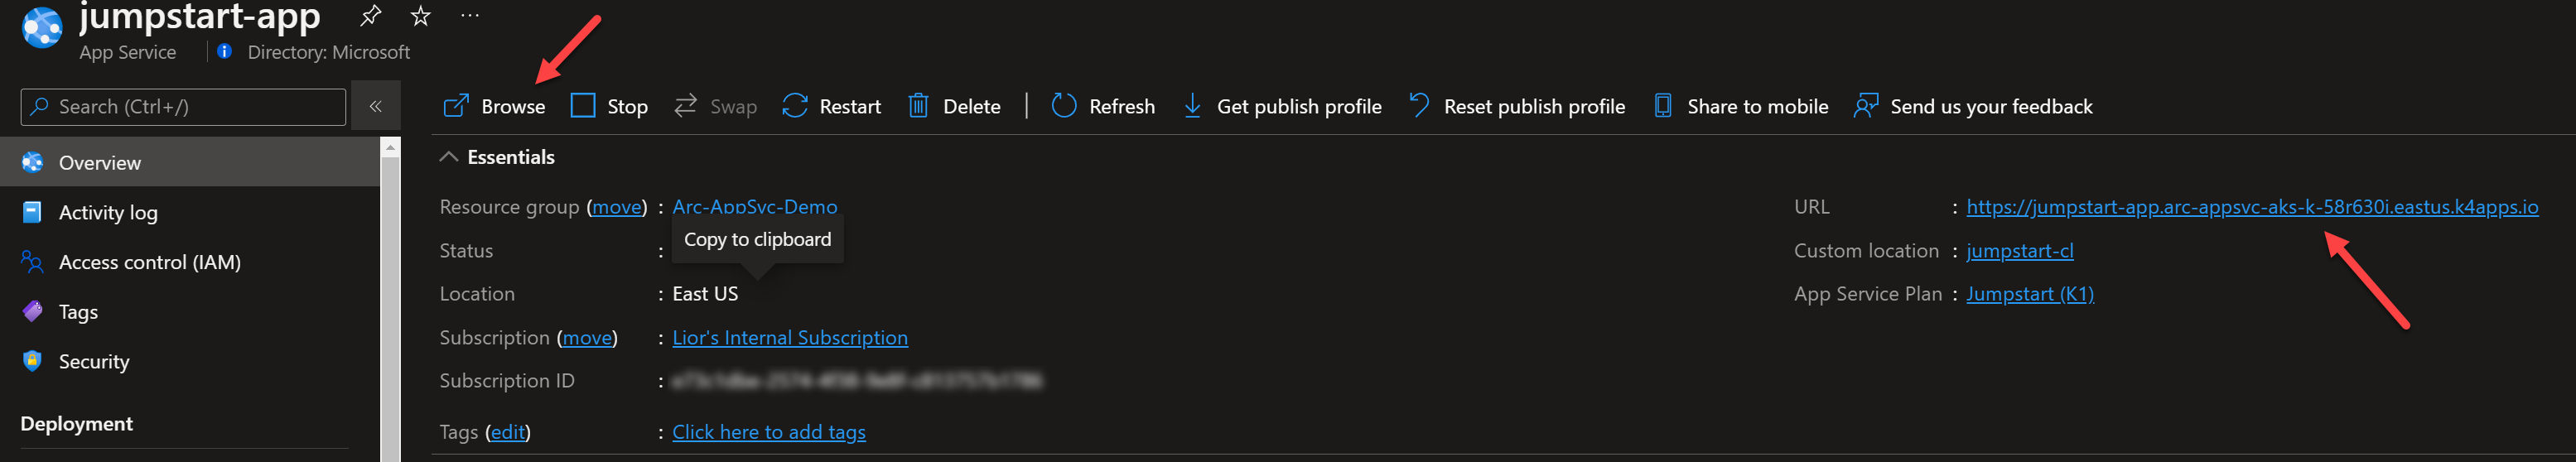 jumpstart-app
App Service | Directory: Microsoft
Search (Ctrl+/)
«
Browse Stop Swap Restart Delete | Refresh Get publish profile Reset publish profile Share to mobile Send us your feedback
Overview
Activity log
Access control (IAM)
Tags
Security
Deployment
Essentials
Resource group (move) : Arc-AppSvc-Demo
Copy to clipboard
Status :
Location : East US
Subscription (move) : Lior's Internal Subscription
Subscription ID :
Tags (edit) : Click here to add tags
URL : https://jumpstart-app.arc-appsvc-aks-k-58r630i.eastus.k4apps.io
Custom location : jumpstart-cl
App Service Plan : Jumpstart (K1)